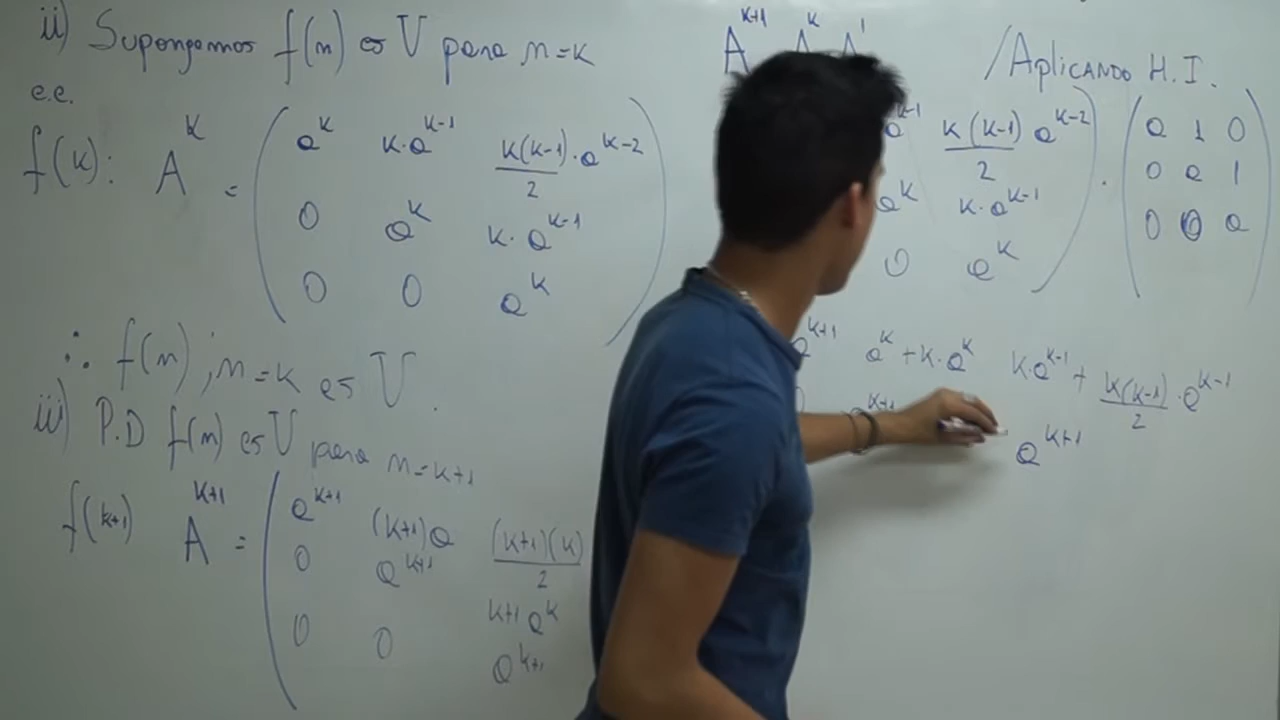 ii) Supongamos f(n) es V para n=k
e.e.
f(k): A^k = ( a^k k·a^{k-1} k(k-1)/2·a^{k-2}
0 a^k k·a^{k-1}
0 0 a^k )
∴ f(n), n=k es V.
iii) P.D f(n) es V para n=k+1
f(k+1) A^{k+1} = ( a^{k+1} (k+1)a (k+1)(k)/2
0 a^{k+1} k+1 a^k
0 0 a^{k+1}
A^{k+1} A^k A^1 /Aplicando H.I.
a^{k-1} k(k-1)/2 a^{k-2} ) · ( a 1 0
a^k k·a^{k-1} 0 a 1
0 a^k ) 0 0 a )
a^{k+1} a^k+k·a^k k·a^{k-1}+k(k-1)/2·a^{k-1}
0 a^{k+1}
a^{k+1}